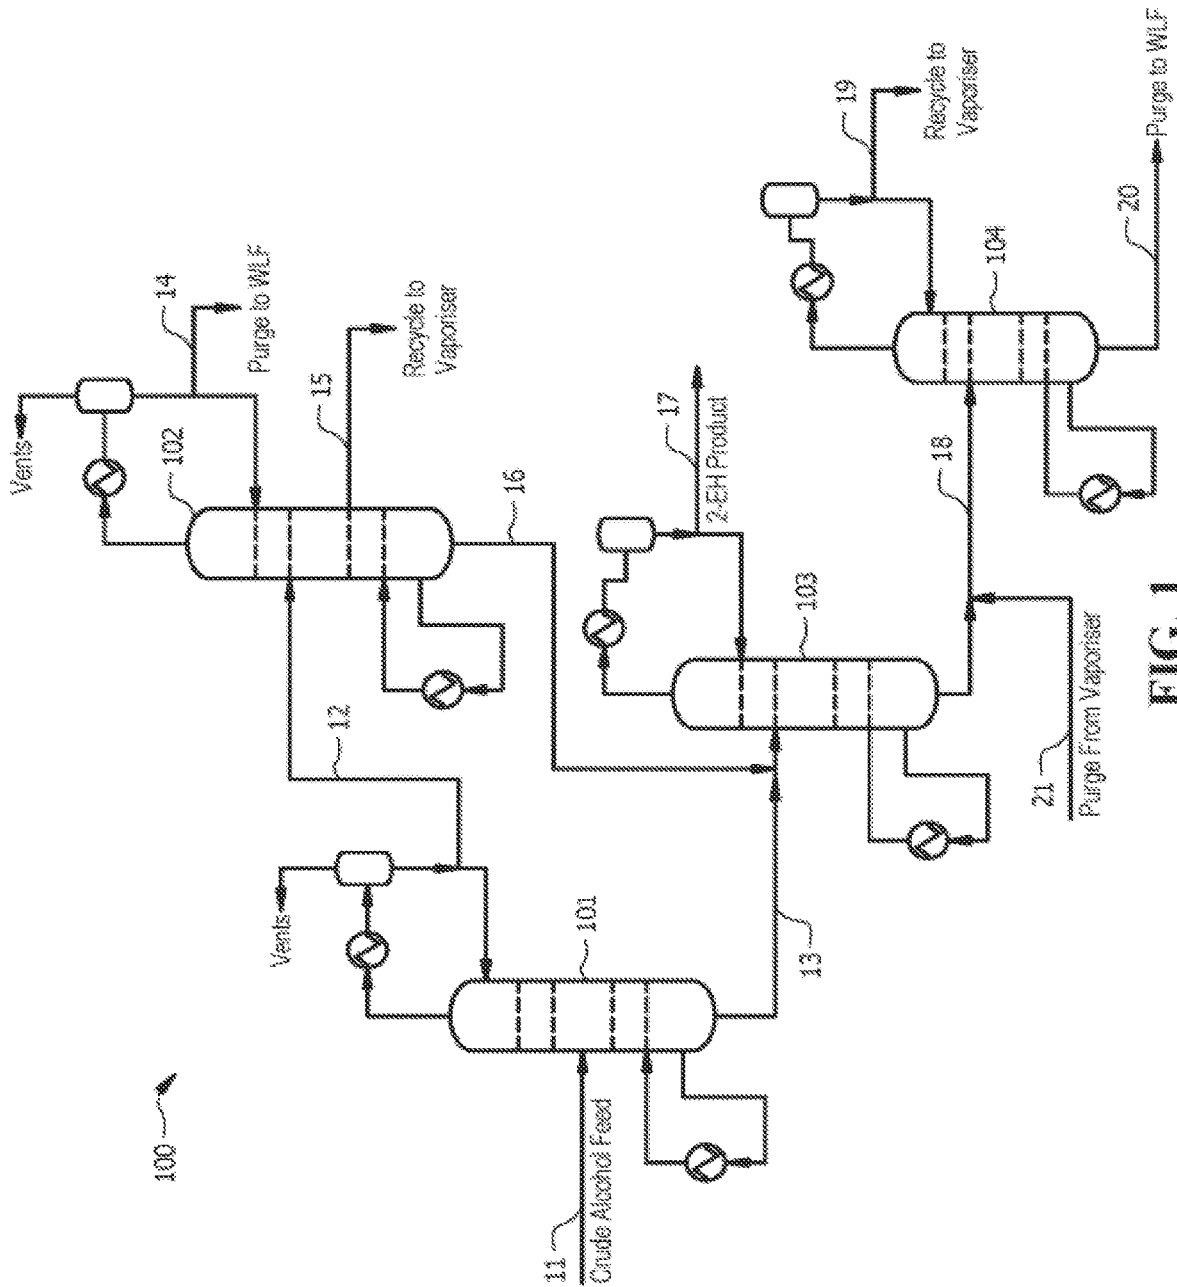 100
11
Crude Alcohol Feed
Vents
101
12
13
Vents
102
14
Purge to WLF
15
Recycle to
Vaporiser
16
103
17
2-EH Product
21
Purge From Vaporiser
18
104
19
Recycle to
Vaporiser
20
Purge to WLF
FIG. 1